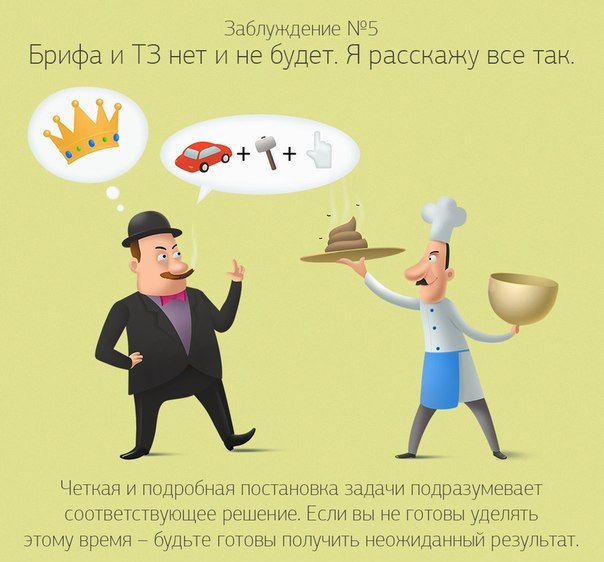 Заблуждение №5
Брифа и ТЗ нет и не будет. Я расскажу все так.
+ +
Четкая и подробная постановка задачи подразумевает
соответствующее решение. Если вы не готовы уделять
этому время – будьте готовы получить неожиданный результат.